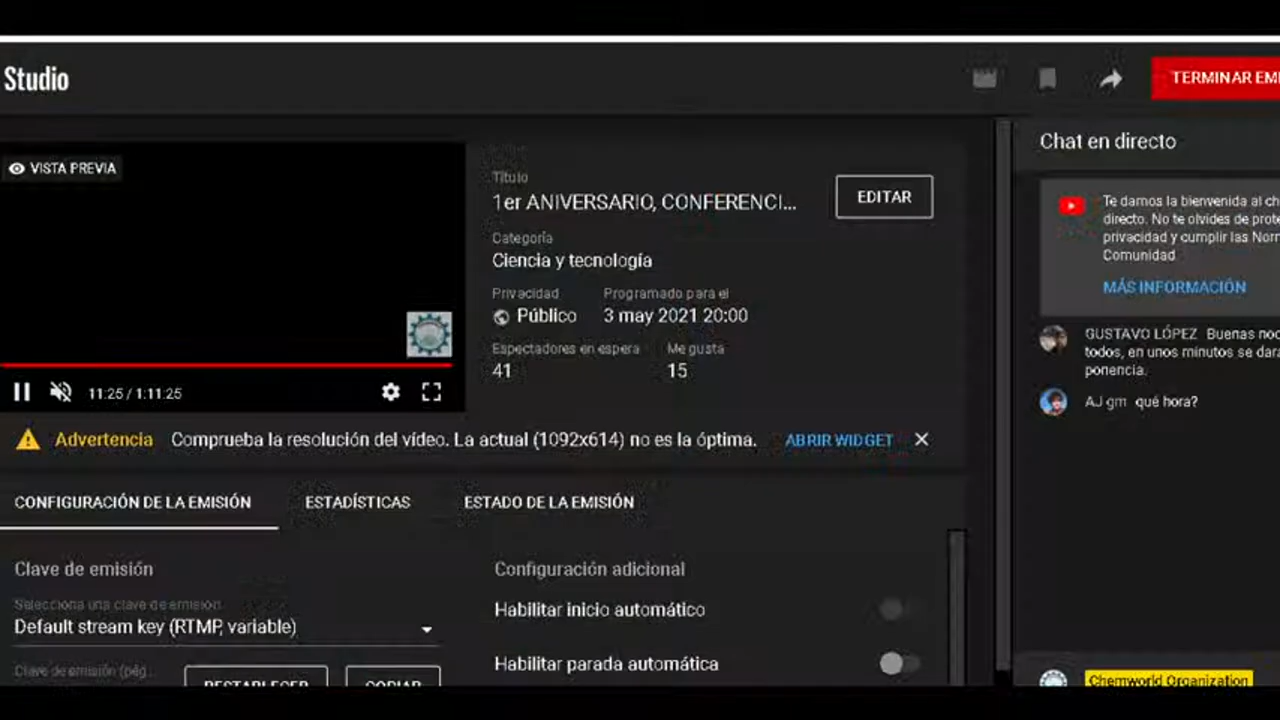 Studio
TERMINAR EMI
VISTA PREVIA
Título
1er ANIVERSARIO, CONFERENCI...
EDITAR
Categoría
Ciencia y tecnología
Privacidad
Programado para el
Público
3 may 2021 20:00
Espectadores en espera
Me gusta
41
15
11:25 / 1:11:25
Advertencia Comprueba la resolución del vídeo. La actual (1092x614) no es la óptima. ABRIR WIDGET
CONFIGURACIÓN DE LA EMISIÓN
ESTADÍSTICAS
ESTADO DE LA EMISIÓN
Clave de emisión
Selecciona una clave de emisión
Default stream key (RTMP, variable)
Clave de emisión (pég...
RESTABLECER
COPIAR
Configuración adicional
Habilitar inicio automático
Habilitar parada automática
Chat en directo
Te damos la bienvenida al ch
directo. No te olvides de prote
privacidad y cumplir las Norm
Comunidad
MÁS INFORMACIÓN
GUSTAVO LÓPEZ Buenas noc
todos, en unos minutos se dará
ponencia.
AJ gm qué hora?
Chemworld Organization